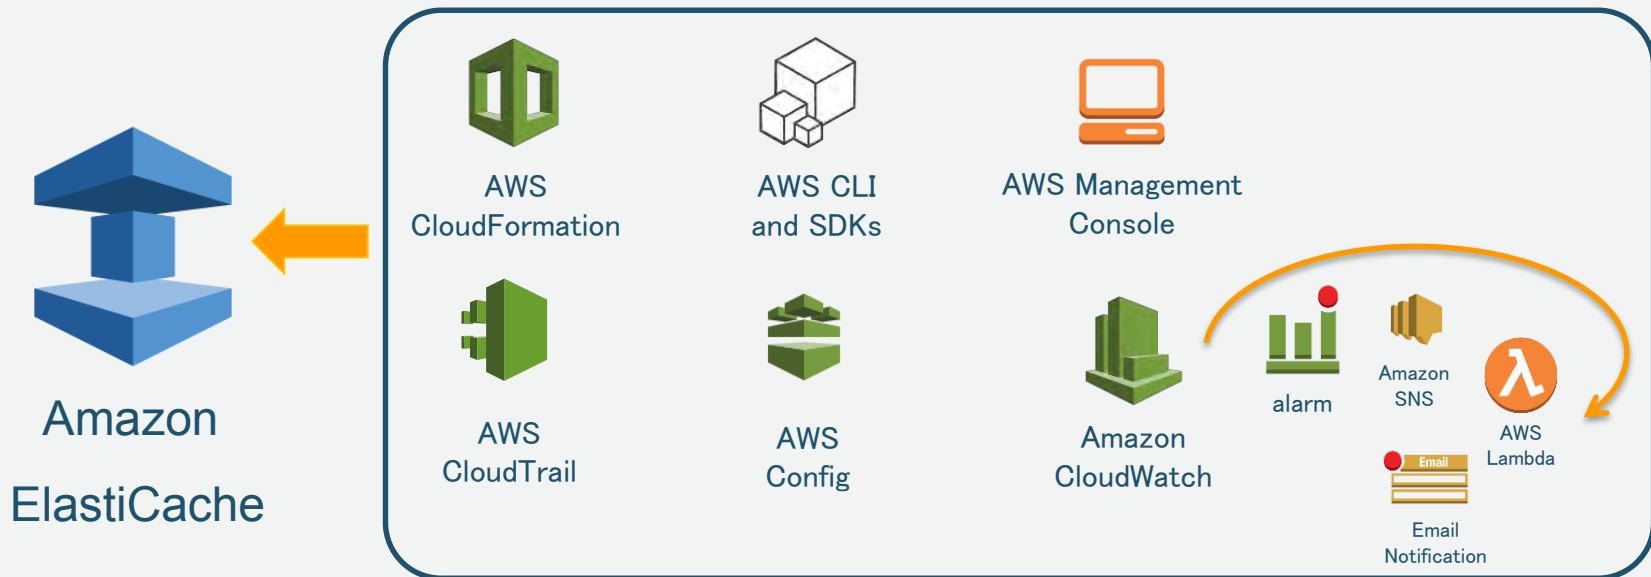 Amazon
ElastiCache
AWS
CloudFormation
AWS CLI
and SDKs
AWS Management
Console
AWS
CloudTrail
AWS
Config
Amazon
CloudWatch
alarm
Amazon
SNS
λ
AWS
Lambda
Email
Email
Notification